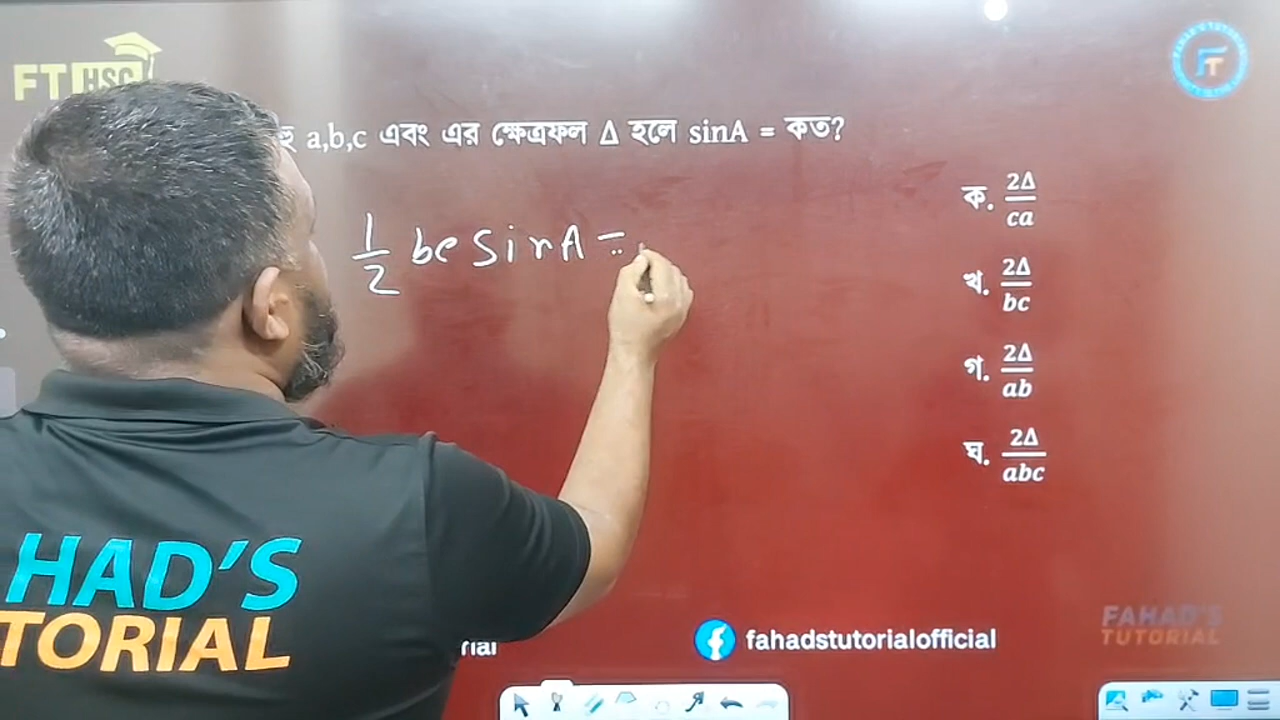 FT HSC
a,b,c এবং এর ক্ষেত্রফল Δ হলে sinA = কত?
1/2 bc sinA =
ক. 2Δ/ca
খ. 2Δ/bc
গ. 2Δ/ab
ঘ. 2Δ/abc
HAD'S
TORIAL
fahadstutorialofficial
FAHAD'S
TUTORIAL